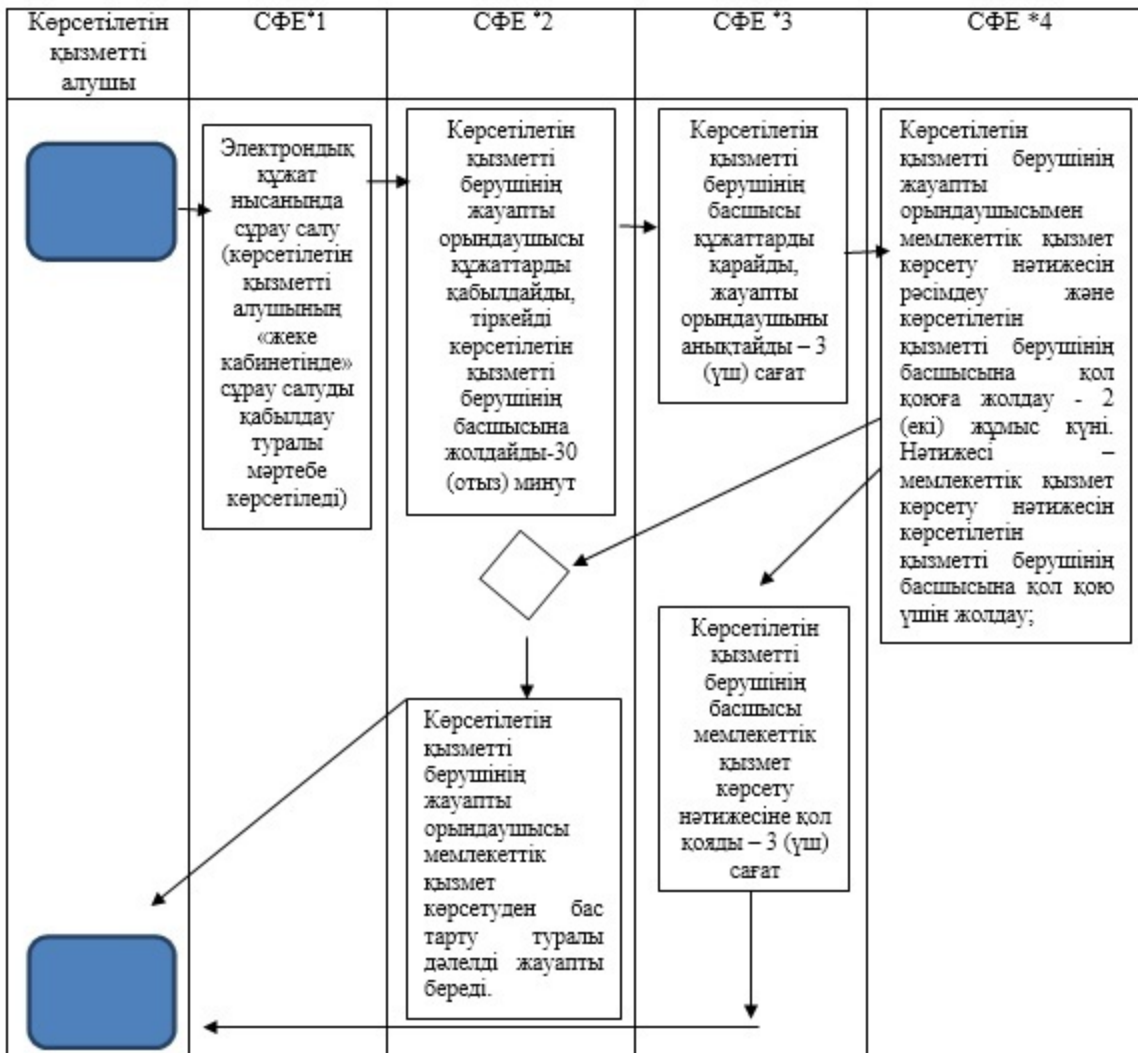 Көрсетілетін
қызметті
алушы
СФЕ*1
СФЕ *2
СФЕ *3
СФЕ *4
Электрондық
құжат
нысанында
сұрау салу
(көрсетілетін
қызметті
алушының
«жеке
кабинетінде»
сұрау салуды
қабылдау
туралы
мәртебе
көрсетіледі)
Көрсетілетін
қызметті
берушінің
жауапты
орындаушысы
құжаттарды
қабылдайды,
тіркейді
көрсетілетін
қызметті
берушінің
басшысына
жолдайды-30
(отыз) минут
Көрсетілетін
қызметті
берушінің
басшысы
құжаттарды
қарайды,
жауапты
орындаушыны
анықтайды – 3
(үш) сағат
Көрсетілетін
қызметті берушінің
жауапты
орындаушысымен
мемлекеттік қызмет
көрсету нәтижесін
рәсімдеу және
көрсетілетін
қызметті берушінің
басшысына қол
қоюға жолдау - 2
(екі) жұмыс күні.
Нәтижесі –
мемлекеттік қызмет
көрсету нәтижесін
көрсетілетін
қызметті берушінің
басшысына қол қою
үшін жолдау;
Көрсетілетін
қызметті
берушінің
жауапты
орындаушысы
мемлекеттік
қызмет
көрсетуден бас
тарту туралы
дәлелді жауапты
береді.
Көрсетілетін
қызметті
берушінің
басшысы
мемлекеттік
қызмет
көрсету
нәтижесіне қол
қояды – 3 (үш)
сағат